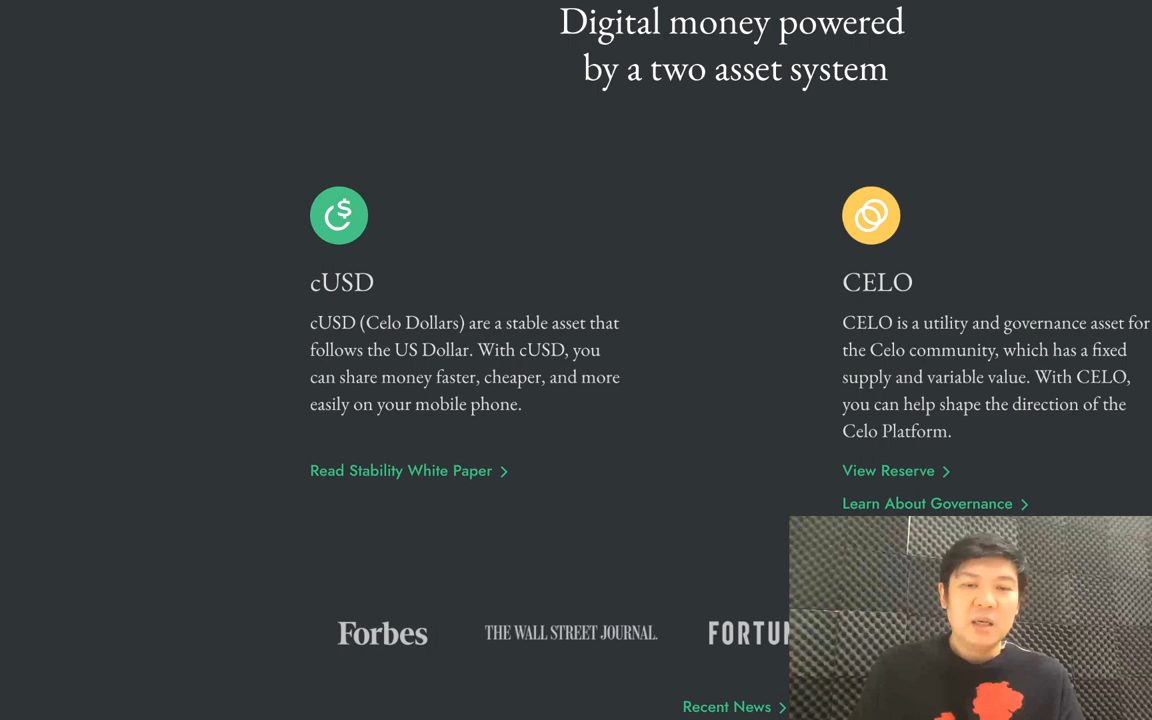 Digital money powered
by a two asset system
cUSD
cUSD (Celo Dollars) are a stable asset that
follows the US Dollar. With cUSD, you
can share money faster, cheaper, and more
easily on your mobile phone.
Read Stability White Paper
CELO
CELO is a utility and governance asset for
the Celo community, which has a fixed
supply and variable value. With CELO,
you can help shape the direction of the
Celo Platform.
View Reserve
Learn About Governance
Forbes
THE WALL STREET JOURNAL.
FORTUN
Recent News